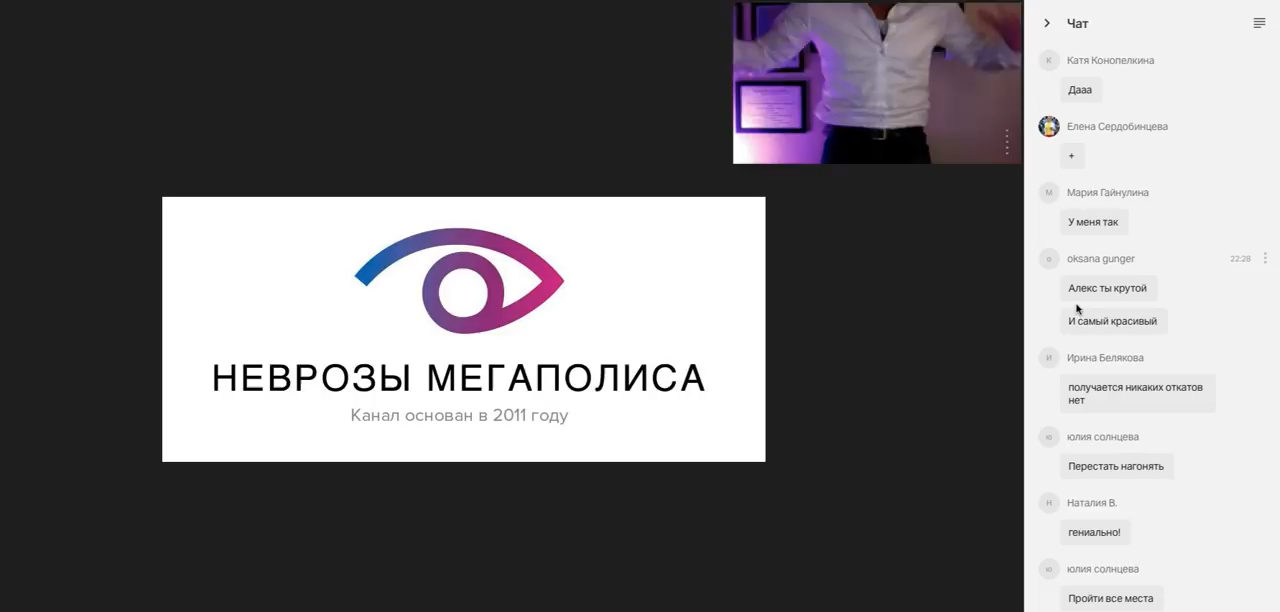 НЕВРОЗЫ МЕГАПОЛИСА
Канал основан в 2011 году
Чат
К
Катя Конопелкина
Дааа
Елена Сердобинцева
+
М
Мария Гайнулина
У меня так
o
oksana gunger
22:28
Алекс ты крутой
И самый красивый
И
Ирина Белякова
получается никаких откатов
нет
ю
юлия солнцева
Перестать нагонять
Н
Наталия В.
гениально!
ю
юлия солнцева
Пройти все места